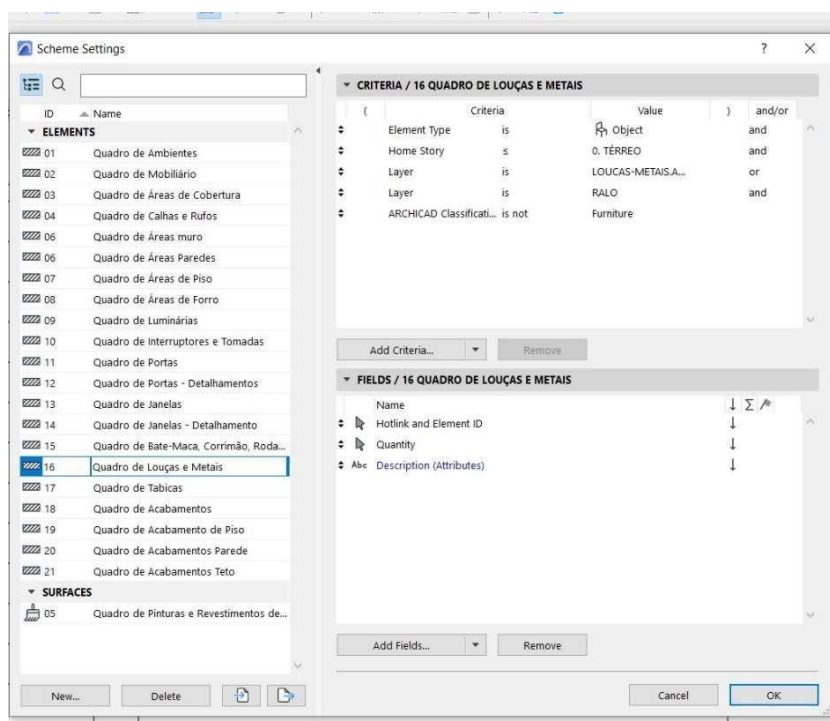 Scheme Settings
ID Name
ELEMENTS
01 Quadro de Ambientes
02 Quadro de Mobiliário
03 Quadro de Áreas de Cobertura
04 Quadro de Calhas e Rufos
06 Quadro de Áreas muro
06 Quadro de Áreas Paredes
07 Quadro de Áreas de Piso
08 Quadro de Áreas de Forro
09 Quadro de Luminárias
10 Quadro de Interruptores e Tomadas
11 Quadro de Portas
12 Quadro de Portas - Detalhamentos
13 Quadro de Janelas
14 Quadro de Janelas - Detalhamento
15 Quadro de Bate-Maca, Corrimão, Roda...
16 Quadro de Louças e Metais
17 Quadro de Tabicas
18 Quadro de Acabamentos
19 Quadro de Acabamento de Piso
20 Quadro de Acabamentos Parede
21 Quadro de Acabamentos Teto
SURFACES
05 Quadro de Pinturas e Revestimentos de...
New... Delete
CRITERIA / 16 QUADRO DE LOUÇAS E METAIS
( Criteria Value ) and/or
Element Type is Object and
Home Story ≤ 0. TÉRREO and
Layer is LOUCAS-METAIS.A... or
Layer is RALO and
ARCHICAD Classificati... is not Furniture
Add Criteria... Remove
FIELDS / 16 QUADRO DE LOUÇAS E METAIS
Name
Hotlink and Element ID
Quantity
Abc Description (Attributes)
Add Fields... Remove
Cancel OK